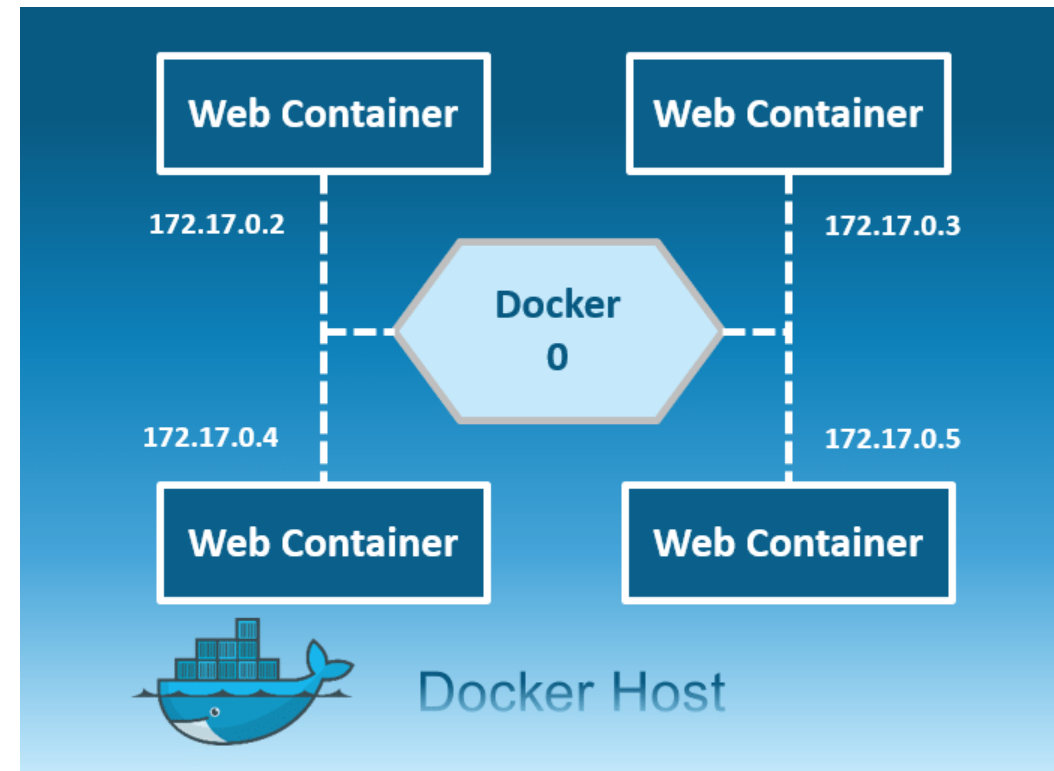 Web Container
Web Container
172.17.0.2
172.17.0.3
Docker
0
172.17.0.4
172.17.0.5
Web Container
Web Container
Docker Host